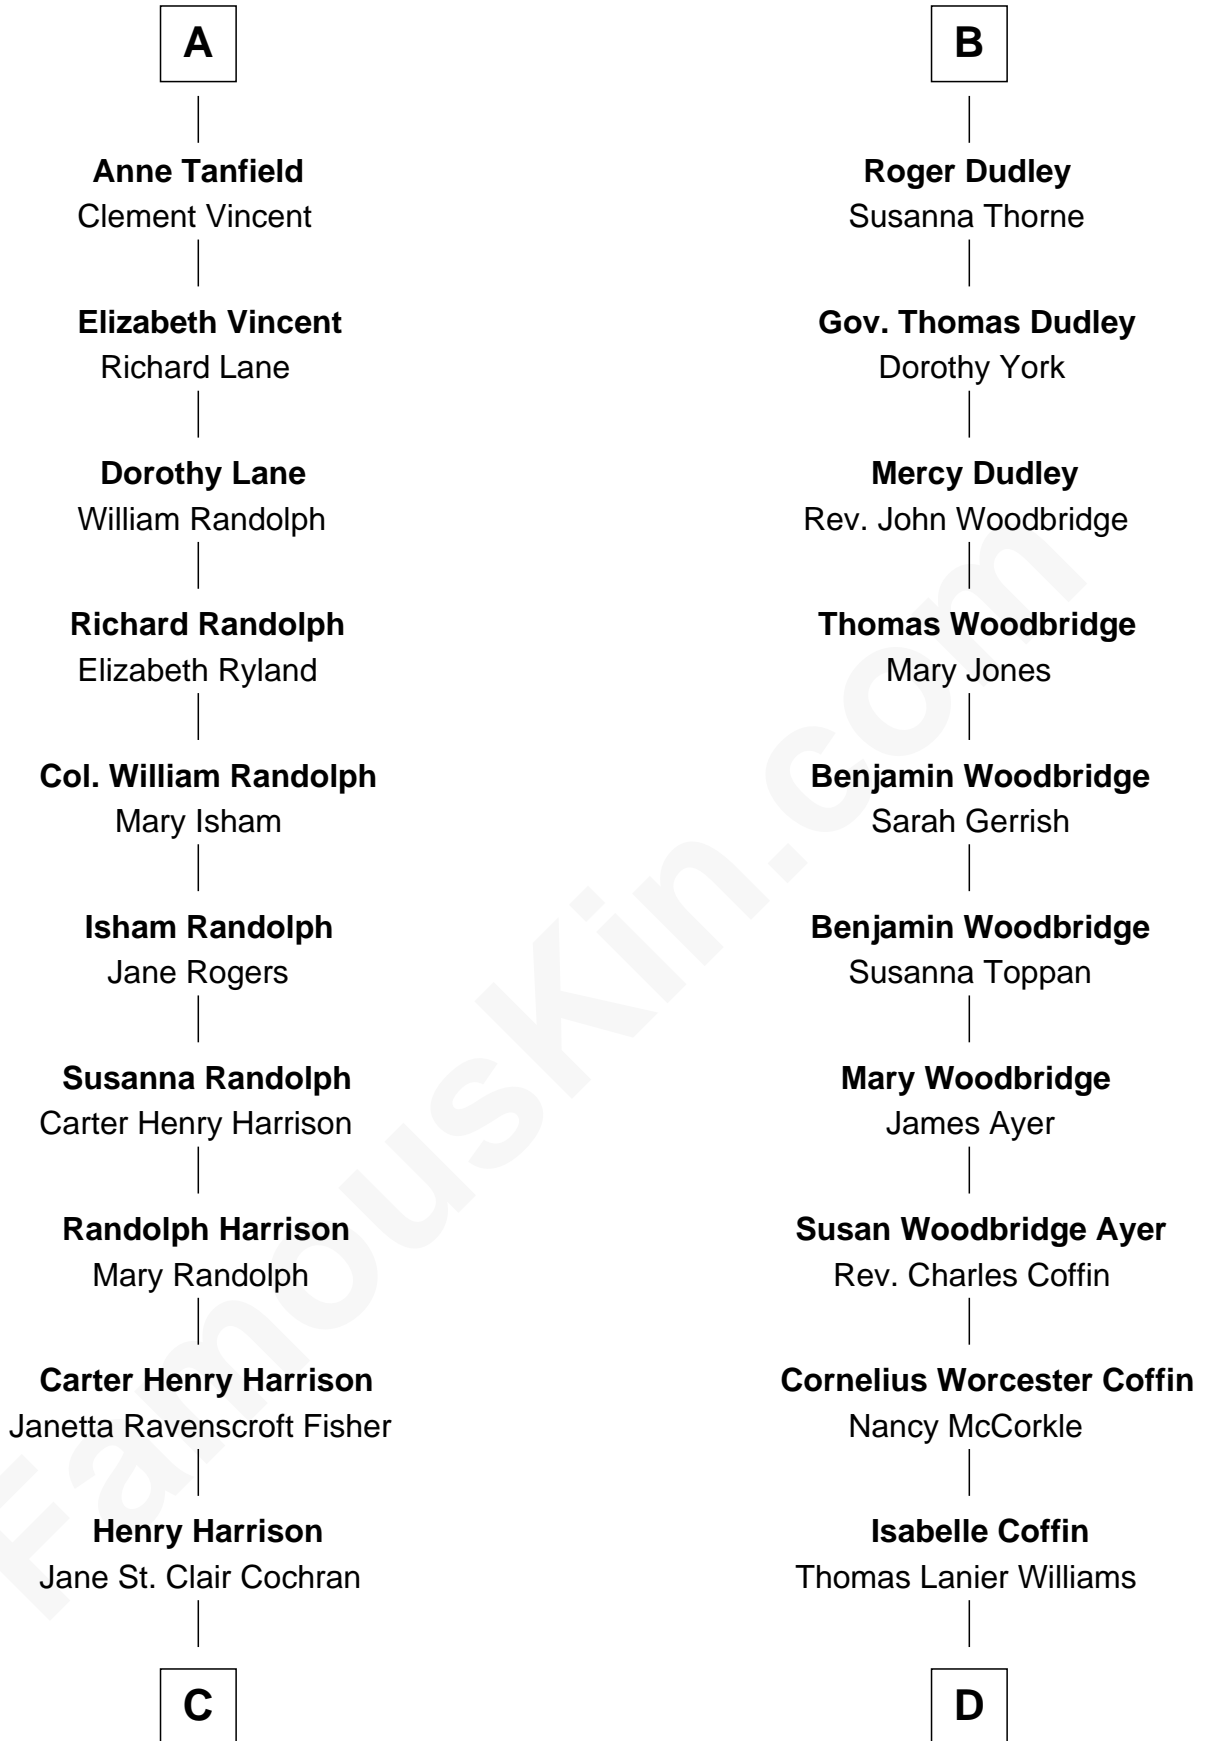 A
Anne Tanfield
Clement Vincent
Elizabeth Vincent
Richard Lane
Dorothy Lane
William Randolph
Richard Randolph
Elizabeth Ryland
Col. William Randolph
Mary Isham
Isham Randolph
Jane Rogers
Susanna Randolph
Carter Henry Harrison
Randolph Harrison
Mary Randolph
Carter Henry Harrison
Janetta Ravenscroft Fisher
Henry Harrison
Jane St. Clair Cochran
C
B
Roger Dudley
Susanna Thorne
Gov. Thomas Dudley
Dorothy York
Mercy Dudley
Rev. John Woodbridge
Thomas Woodbridge
Mary Jones
Benjamin Woodbridge
Sarah Gerrish
Benjamin Woodbridge
Susanna Toppan
Mary Woodbridge
James Ayer
Susan Woodbridge Ayer
Rev. Charles Coffin
Cornelius Worcester Coffin
Nancy McCorkle
Isabelle Coffin
Thomas Lanier Williams
D
FamousKin.com